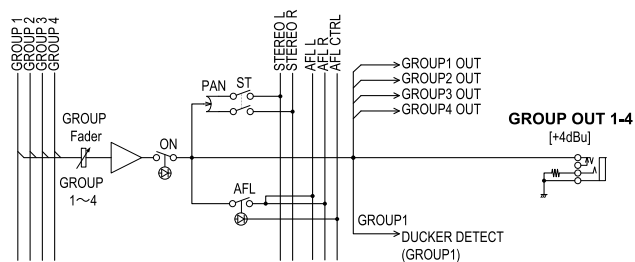 GROUP 1
GROUP 2
GROUP 3
GROUP 4
STEREO L
STEREO R
AFL L
AFL R
AFL CTRL
GROUP1 OUT
GROUP2 OUT
GROUP3 OUT
GROUP4 OUT
PAN
ST
GROUP OUT 1-4
[+4dBu]
GROUP
Fader
ON
GROUP
1～4
AFL
GROUP1
DUCKER DETECT
(GROUP1)